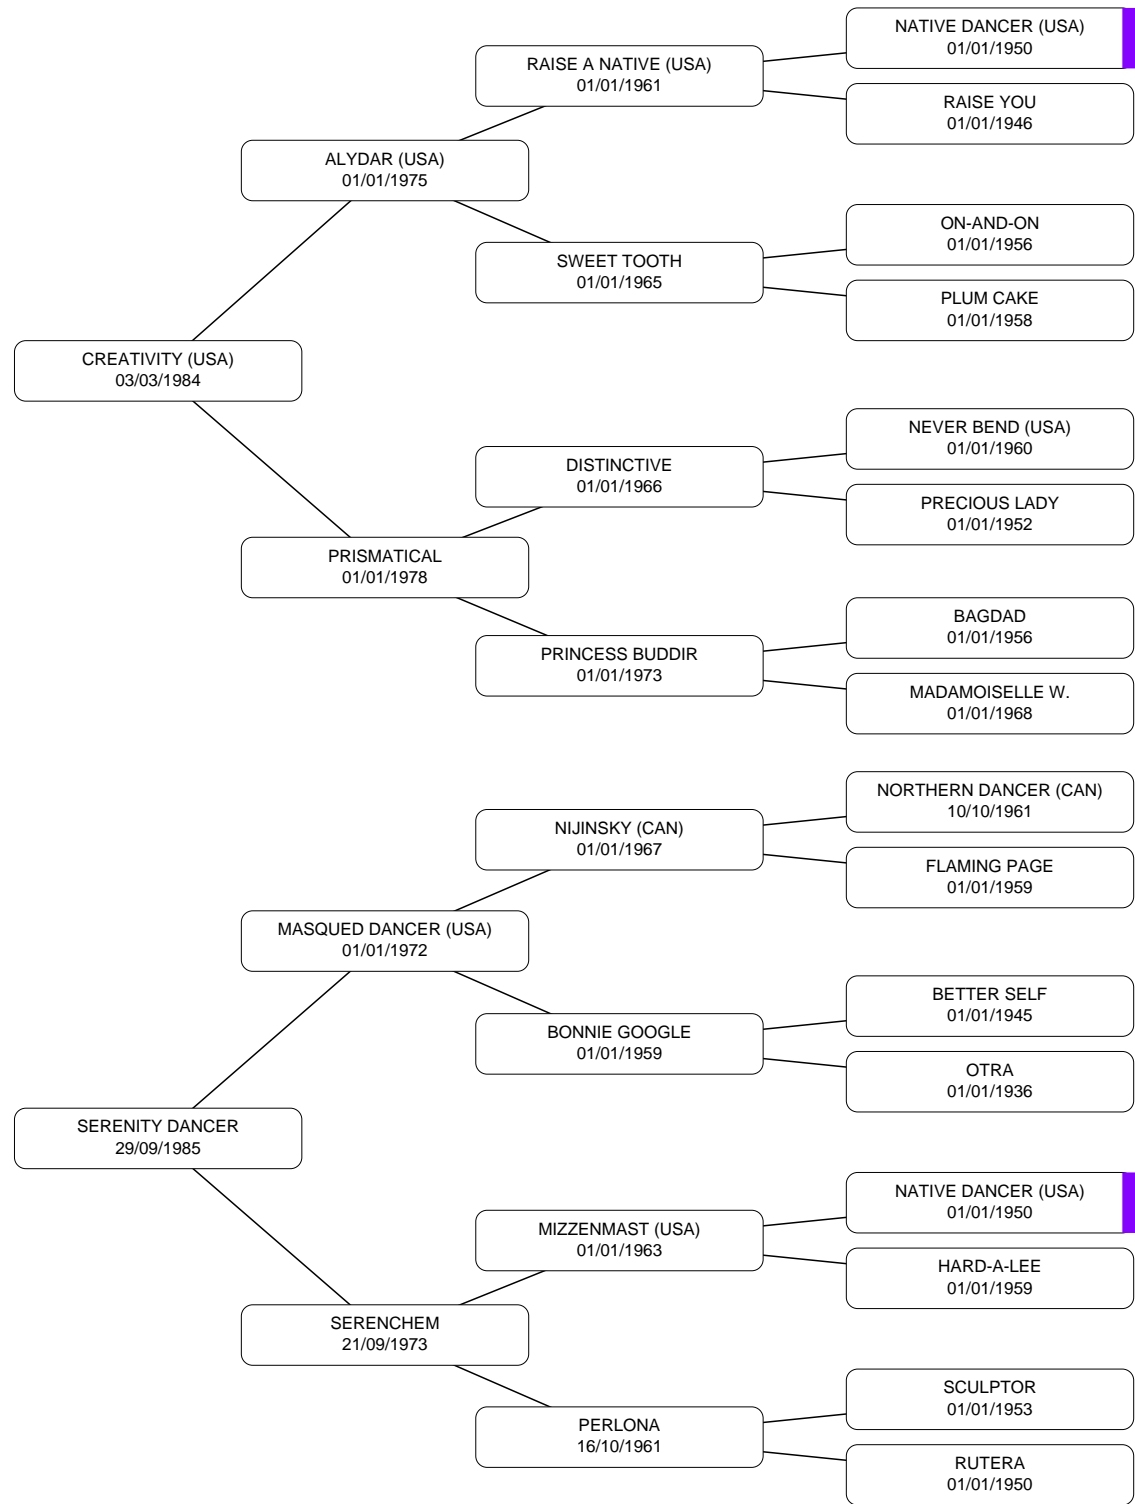 NATIVE DANCER (USA)
01/01/1950
RAISE A NATIVE (USA)
01/01/1961
RAISE YOU
01/01/1946
ALYDAR (USA)
01/01/1975
ON-AND-ON
01/01/1956
SWEET TOOTH
01/01/1965
PLUM CAKE
01/01/1958
CREATIVITY (USA)
03/03/1984
NEVER BEND (USA)
01/01/1960
DISTINCTIVE
01/01/1966
PRECIOUS LADY
01/01/1952
PRISMATICAL
01/01/1978
BAGDAD
01/01/1956
PRINCESS BUDDIR
01/01/1973
MADAMOISELLE W.
01/01/1968
NORTHERN DANCER (CAN)
10/10/1961
NIJINSKY (CAN)
01/01/1967
FLAMING PAGE
01/01/1959
MASQUED DANCER (USA)
01/01/1972
BETTER SELF
01/01/1945
BONNIE GOOGLE
01/01/1959
OTRA
01/01/1936
SERENITY DANCER
29/09/1985
NATIVE DANCER (USA)
01/01/1950
MIZZENMAST (USA)
01/01/1963
HARD-A-LEE
01/01/1959
SERENCHEM
21/09/1973
SCULPTOR
01/01/1953
PERLONA
16/10/1961
RUTERA
01/01/1950